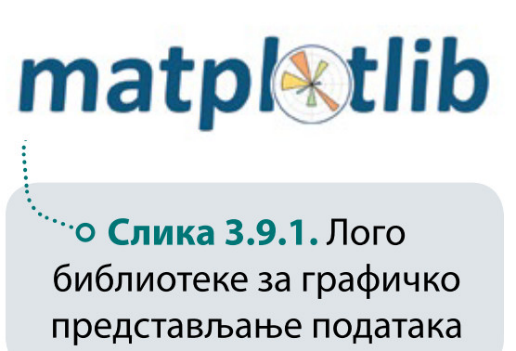 matplotlib
Слика 3.9.1. Лого
библиотеке за графичко
представљање података